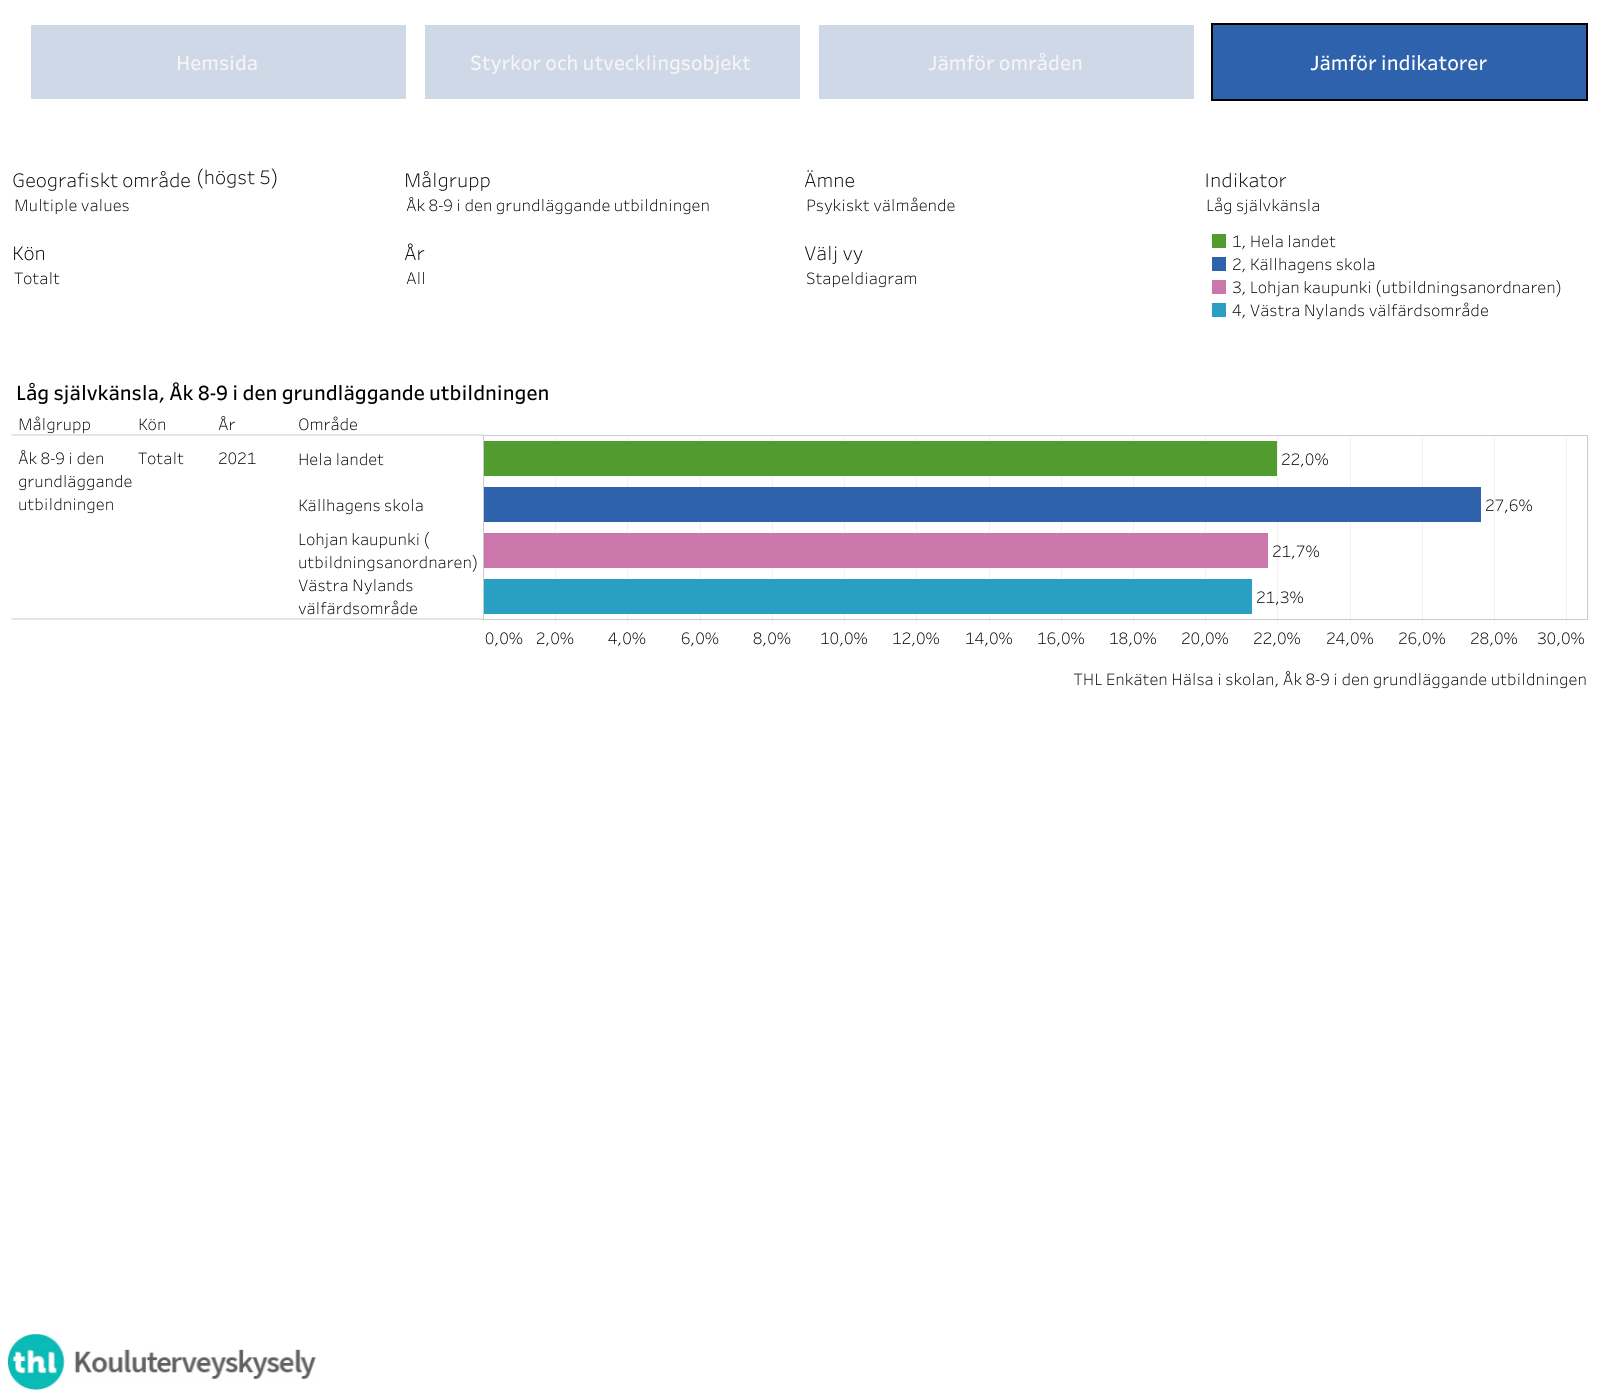 Hemsida
Styrkor och utvecklingsobjekt
Jämför områden
Jämför indikatorer
Geografiskt område (högst 5)
Multiple values
Målgrupp
Åk 8-9 i den grundläggande utbildningen
Ämne
Psykiskt välmående
Indikator
Låg självkänsla
Kön
Totalt
År
All
Välj vy
Stapeldiagram
1, Hela landet
2, Källhagens skola
3, Lohjan kaupunki (utbildningsanordnaren)
4, Västra Nylands välfärdsområde
Låg självkänsla, Åk 8-9 i den grundläggande utbildningen
Målgrupp Kön År Område
Åk 8-9 i den
grundläggande
utbildningen
Totalt
2021
Hela landet
22,0%
Källhagens skola
27,6%
Lohjan kaupunki (
utbildningsanordnaren)
21,7%
Västra Nylands
välfärdsområde
21,3%
0,0% 2,0% 4,0% 6,0% 8,0% 10,0% 12,0% 14,0% 16,0% 18,0% 20,0% 22,0% 24,0% 26,0% 28,0% 30,0%
THL Enkäten Hälsa i skolan, Åk 8-9 i den grundläggande utbildningen
thl Kouluterveyskysely